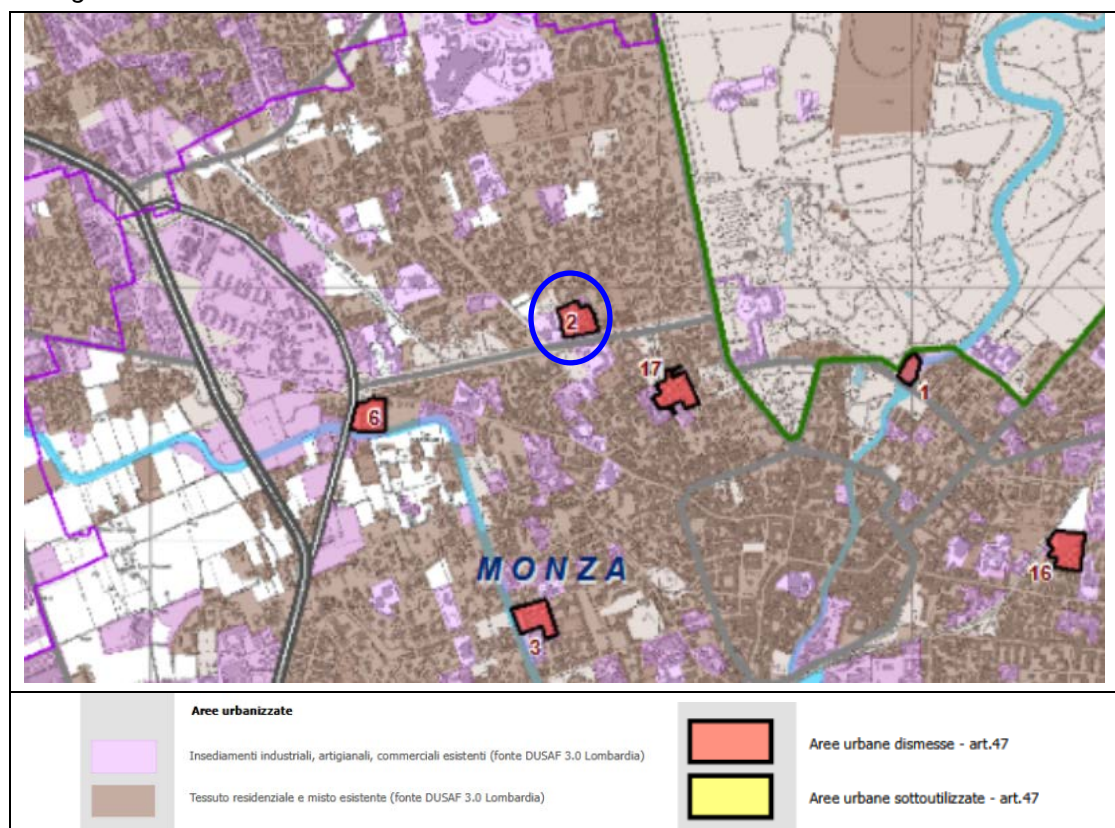 2
17
1
6
MONZA
16
3
Aree urbanizzate
Insediamenti industriali, artigianali, commerciali esistenti (fonte DUSAF 3.0 Lombardia)
Tessuto residenziale e misto esistente (fonte DUSAF 3.0 Lombardia)
Aree urbane dismesse - art.47
Aree urbane sottoutilizzate - art.47